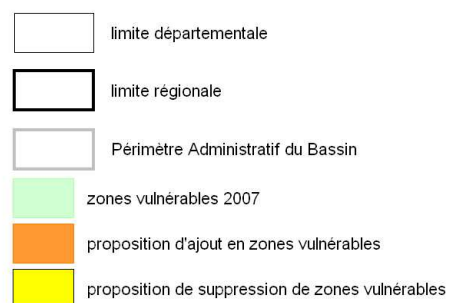 limite départementale
limite régionale
Périmètre Administratif du Bassin
zones vulnérables 2007
proposition d'ajout en zones vulnérables
proposition de suppression de zones vulnérables